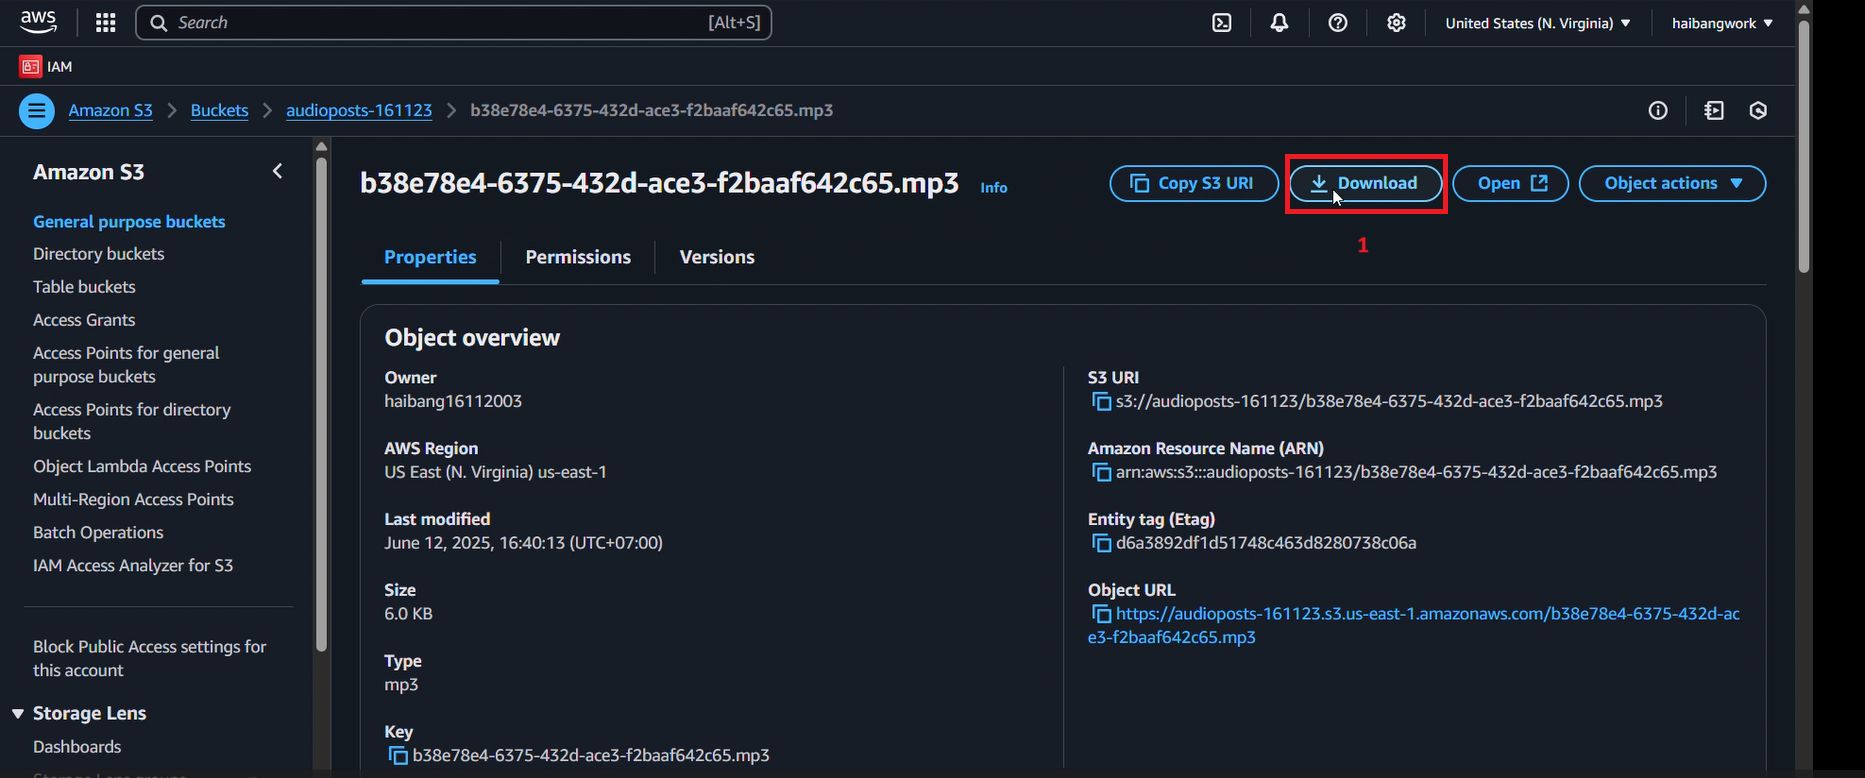 aws
Search [Alt+S]
United States (N. Virginia)
haibangwork
IAM
Amazon S3
Buckets
audioposts-161123
b38e78e4-6375-432d-ace3-f2baaf642c65.mp3
Amazon S3
General purpose buckets
Directory buckets
Table buckets
Access Grants
Access Points for general
purpose buckets
Access Points for directory
buckets
Object Lambda Access Points
Multi-Region Access Points
Batch Operations
IAM Access Analyzer for S3
Block Public Access settings for
this account
Storage Lens
Dashboards
b38e78e4-6375-432d-ace3-f2baaf642c65.mp3 Info
Copy S3 URI
Download
Open
Object actions
1
Properties
Permissions
Versions
Object overview
Owner
haibang16112003
AWS Region
US East (N. Virginia) us-east-1
Last modified
June 12, 2025, 16:40:13 (UTC+07:00)
Size
6.0 KB
Type
mp3
Key
b38e78e4-6375-432d-ace3-f2baaf642c65.mp3
S3 URI
s3://audioposts-161123/b38e78e4-6375-432d-ace3-f2baaf642c65.mp3
Amazon Resource Name (ARN)
arn:aws:s3:::audioposts-161123/b38e78e4-6375-432d-ace3-f2baaf642c65.mp3
Entity tag (Etag)
d6a3892df1d51748c463d8280738c06a
Object URL
https://audioposts-161123.s3.us-east-1.amazonaws.com/b38e78e4-6375-432d-ac
e3-f2baaf642c65.mp3